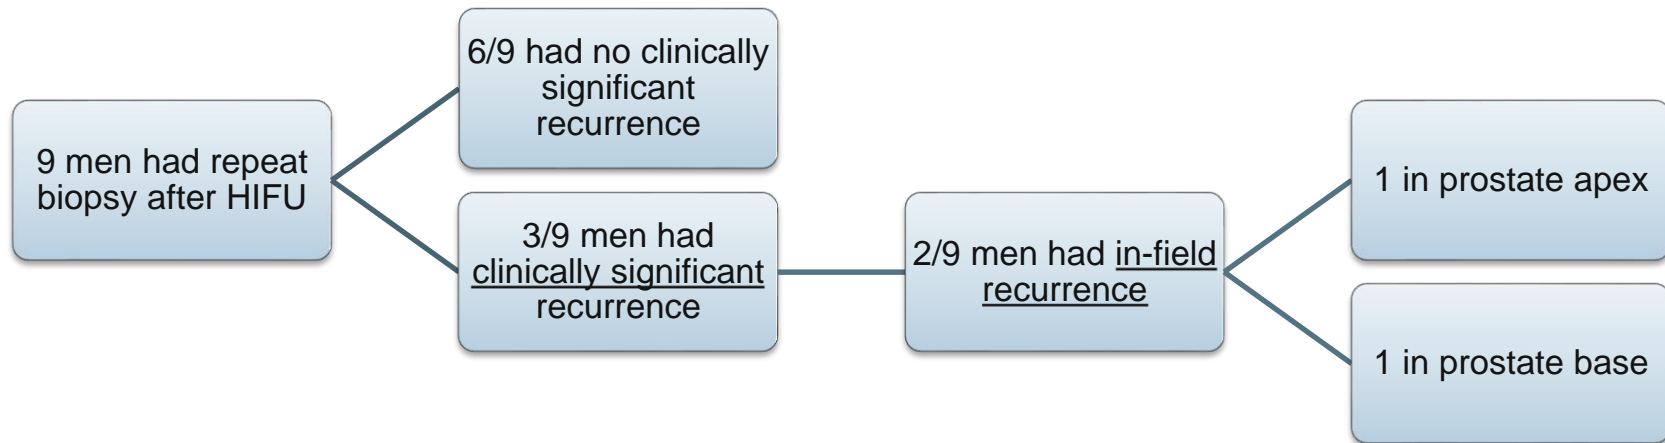 9 men had repeat
biopsy after HIFU
6/9 had no clinically
significant
recurrence
3/9 men had
clinically significant
recurrence
2/9 men had in-field
recurrence
1 in prostate apex
1 in prostate base